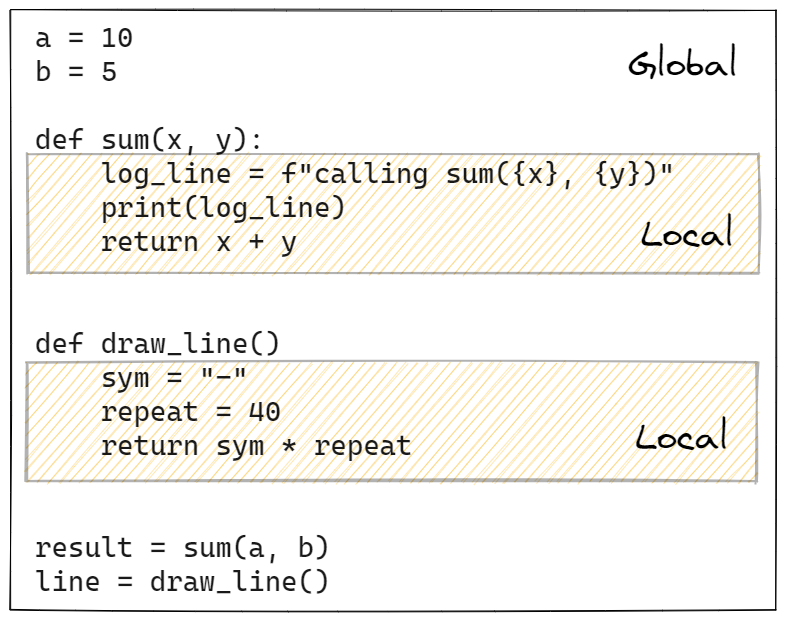 a = 10
Global
b = 5
def sum(x, y):
    log_line = f"calling sum({x}, {y})"
    print(log_line)
    return x + y
Local
def draw_line()
    sym = "-"
    repeat = 40
    return sym * repeat
Local
result = sum(a, b)
line = draw_line()